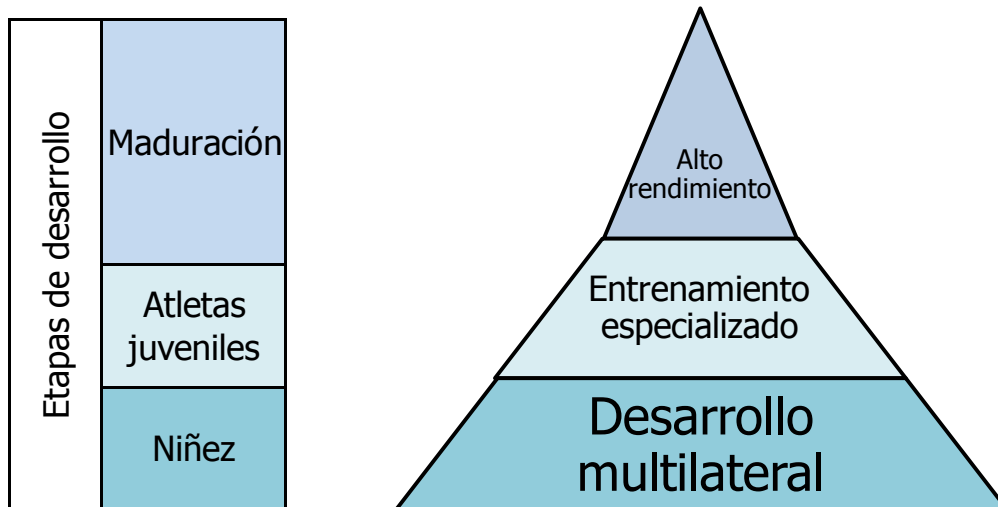 Etapas de desarrollo
Maduración
Atletas
juveniles
Niñez
Alto
rendimiento
Entrenamiento
especializado
Desarrollo
multilateral